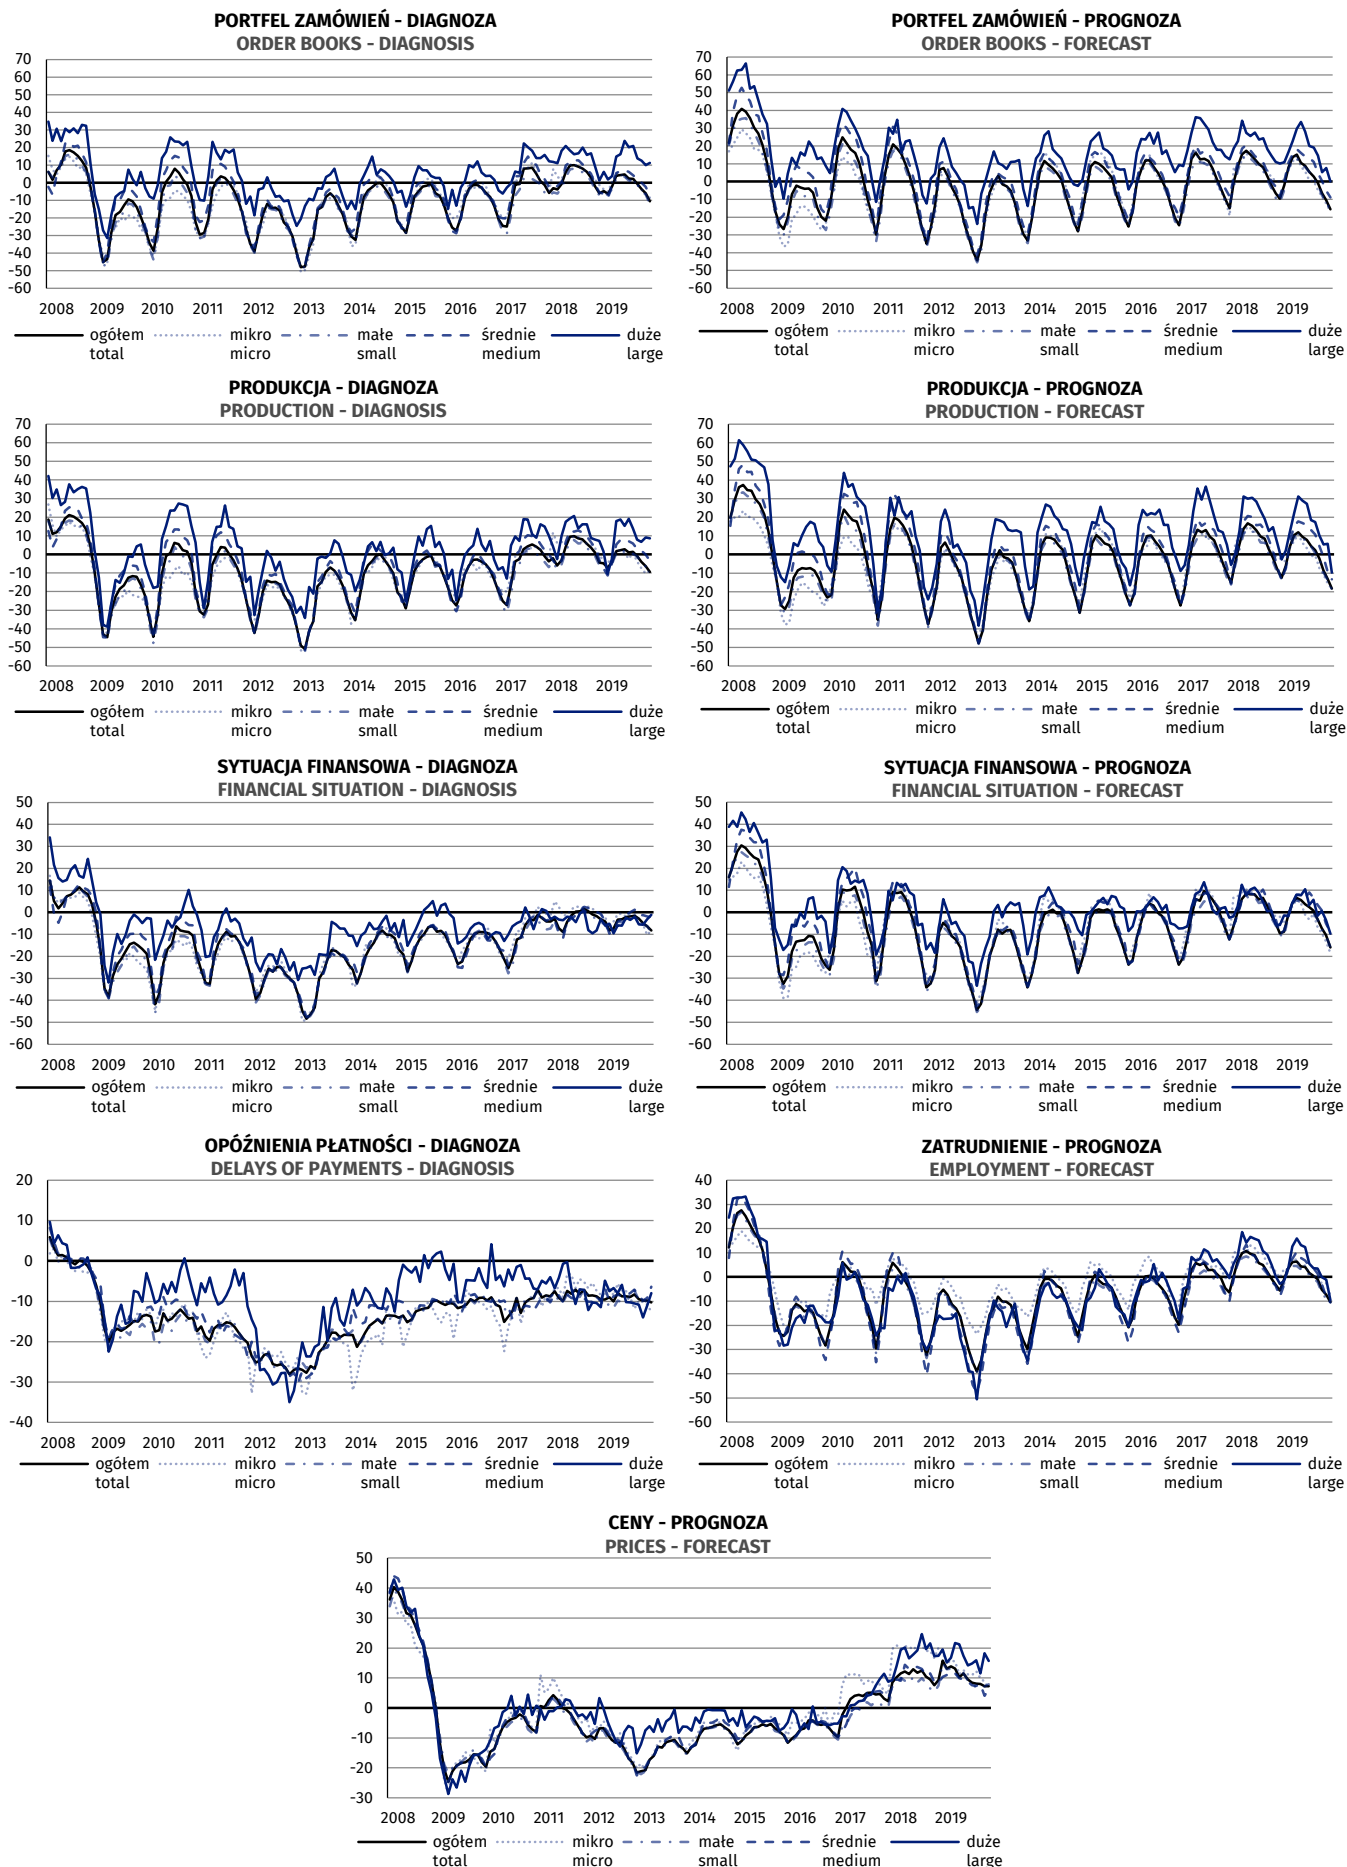 PORTFEL ZAMÓWIEŃ - DIAGNOZA
ORDER BOOKS - DIAGNOSIS
70
60
50
40
30
20
10
0
-10
-20
-30
-40
-50
-60
2008 2009 2010 2011 2012 2013 2014 2015 2016 2017 2018 2019
ogółem mikro małe średnie duże
total micro small medium large
PORTFEL ZAMÓWIEŃ - PROGNOZA
ORDER BOOKS - FORECAST
70
60
50
40
30
20
10
0
-10
-20
-30
-40
-50
-60
2008 2009 2010 2011 2012 2013 2014 2015 2016 2017 2018 2019
ogółem mikro małe średnie duże
total micro small medium large
PRODUKCJA - DIAGNOZA
PRODUCTION - DIAGNOSIS
70
60
50
40
30
20
10
0
-10
-20
-30
-40
-50
-60
2008 2009 2010 2011 2012 2013 2014 2015 2016 2017 2018 2019
ogółem mikro małe średnie duże
total micro small medium large
PRODUKCJA - PROGNOZA
PRODUCTION - FORECAST
70
60
50
40
30
20
10
0
-10
-20
-30
-40
-50
-60
2008 2009 2010 2011 2012 2013 2014 2015 2016 2017 2018 2019
ogółem mikro małe średnie duże
total micro small medium large
SYTUACJA FINANSOWA - DIAGNOZA
FINANCIAL SITUATION - DIAGNOSIS
50
40
30
20
10
0
-10
-20
-30
-40
-50
-60
2008 2009 2010 2011 2012 2013 2014 2015 2016 2017 2018 2019
ogółem mikro małe średnie duże
total micro small medium large
SYTUACJA FINANSOWA - PROGNOZA
FINANCIAL SITUATION - FORECAST
50
40
30
20
10
0
-10
-20
-30
-40
-50
-60
2008 2009 2010 2011 2012 2013 2014 2015 2016 2017 2018 2019
ogółem mikro małe średnie duże
total micro small medium large
OPÓŹNIENIA PŁATNOŚCI - DIAGNOZA
DELAYS OF PAYMENTS - DIAGNOSIS
20
10
0
-10
-20
-30
-40
2008 2009 2010 2011 2012 2013 2014 2015 2016 2017 2018 2019
ogółem mikro małe średnie duże
total micro small medium large
ZATRUDNIENIE - PROGNOZA
EMPLOYMENT - FORECAST
40
30
20
10
0
-10
-20
-30
-40
-50
-60
2008 2009 2010 2011 2012 2013 2014 2015 2016 2017 2018 2019
ogółem mikro małe średnie duże
total micro small medium large
CENY - PROGNOZA
PRICES - FORECAST
50
40
30
20
10
0
-10
-20
-30
2008 2009 2010 2011 2012 2013 2014 2015 2016 2017 2018 2019
ogółem mikro małe średnie duże
total micro small medium large